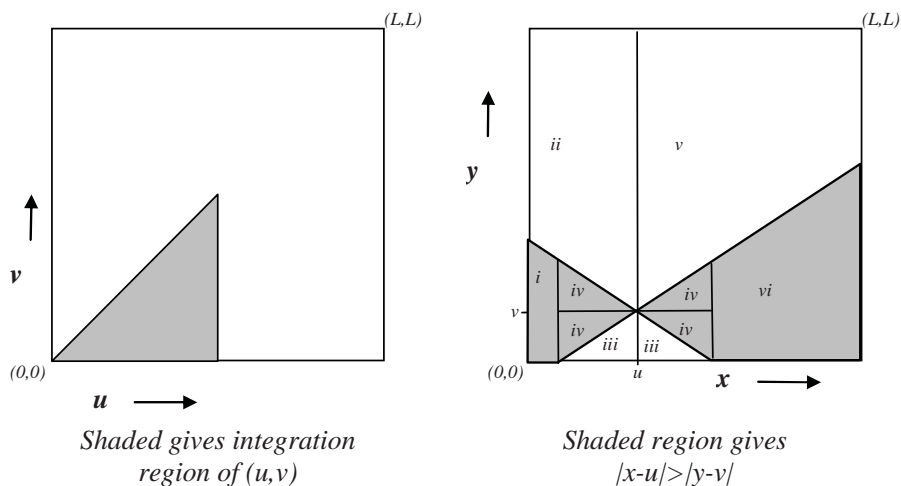 (L,L)
v
(0,0)
u
Shaded gives integration
region of (u,v)
(L,L)
ii
v
y
i
iv
iv
vi
v
iv
iv
iii
iii
(0,0)
u
x
Shaded region gives
|x-u|>|y-v|